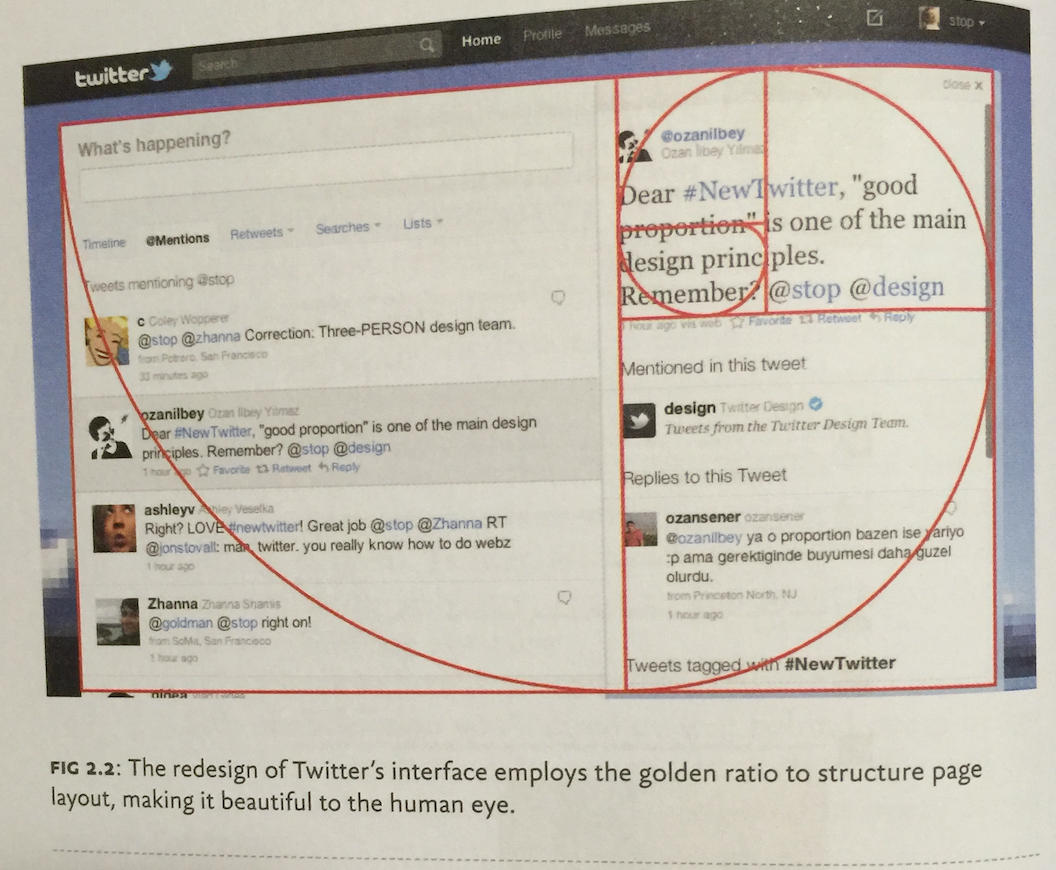 twitter
Search
Home Profile Messages
stop
What's happening?
Timeline @Mentions Retweets Searches Lists
Tweets mentioning @stop
c Coley Wopperer
@stop @zhanna Correction: Three-PERSON design team.
from Potrero, San Francisco
33 minutes ago
ozanilbey Ozan Ilbey Yilmaz
Dear #NewTwitter, "good proportion" is one of the main design
principles. Remember? @stop @design
1 hour ago Favorite Retweet Reply
ashleyv Ashley Veselka
Right? LOVE #newtwitter! Great job @stop @Zhanna RT
@jonstovall: man, twitter. you really know how to do webz
1 hour ago
Zhanna Zhanna Shamis
@goldman @stop right on!
from SoMa, San Francisco
1 hour ago
close x
@ozanilbey
Ozan Ilbey Yilmaz
Dear #NewTwitter, "good
proportion" is one of the main
design principles.
Remember? @stop @design
hour ago via web Favorite Retweet Reply
Mentioned in this tweet
design Twitter Design
Tweets from the Twitter Design Team.
Replies to this Tweet
ozansener ozansener
@ozanilbey ya o proportion bazen ise yariyo
:p ama gerektiginde buyumesi daha guzel
olurdu.
from Princeton North, NJ
1 hour ago
Tweets tagged with #NewTwitter
FIG 2.2: The redesign of Twitter's interface employs the golden ratio to structure page
layout, making it beautiful to the human eye.